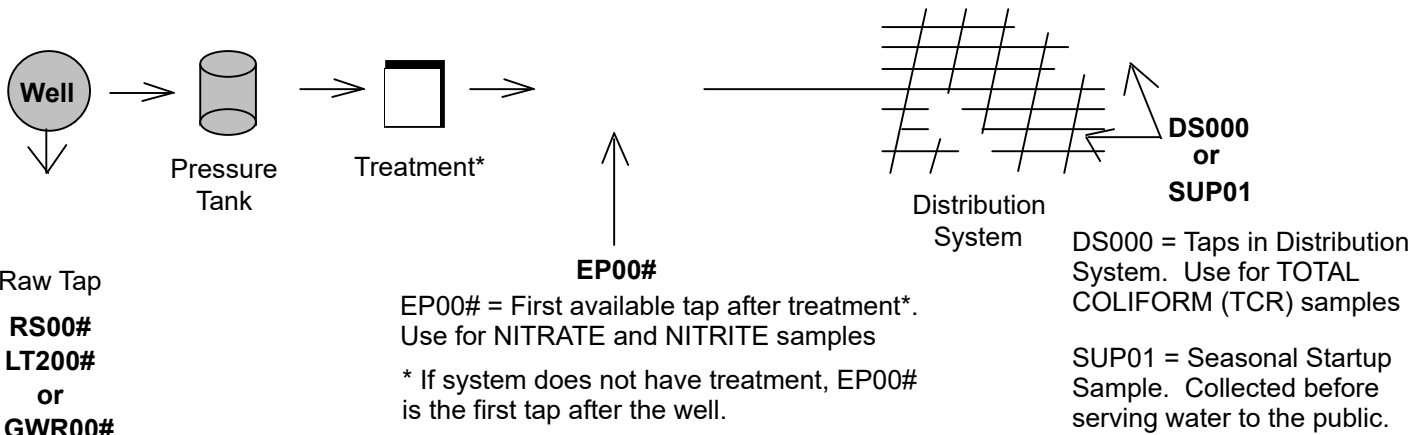 Well
Pressure
Tank
Treatment*
Raw Tap
RS00#
LT200#
or
GWR00#
EP00#
EP00# = First available tap after treatment*.
Use for NITRATE and NITRITE samples
* If system does not have treatment, EP00#
is the first tap after the well.
Distribution
System
DS000
or
SUP01
DS000 = Taps in Distribution
System. Use for TOTAL
COLIFORM (TCR) samples
SUP01 = Seasonal Startup
Sample. Collected before
serving water to the public.